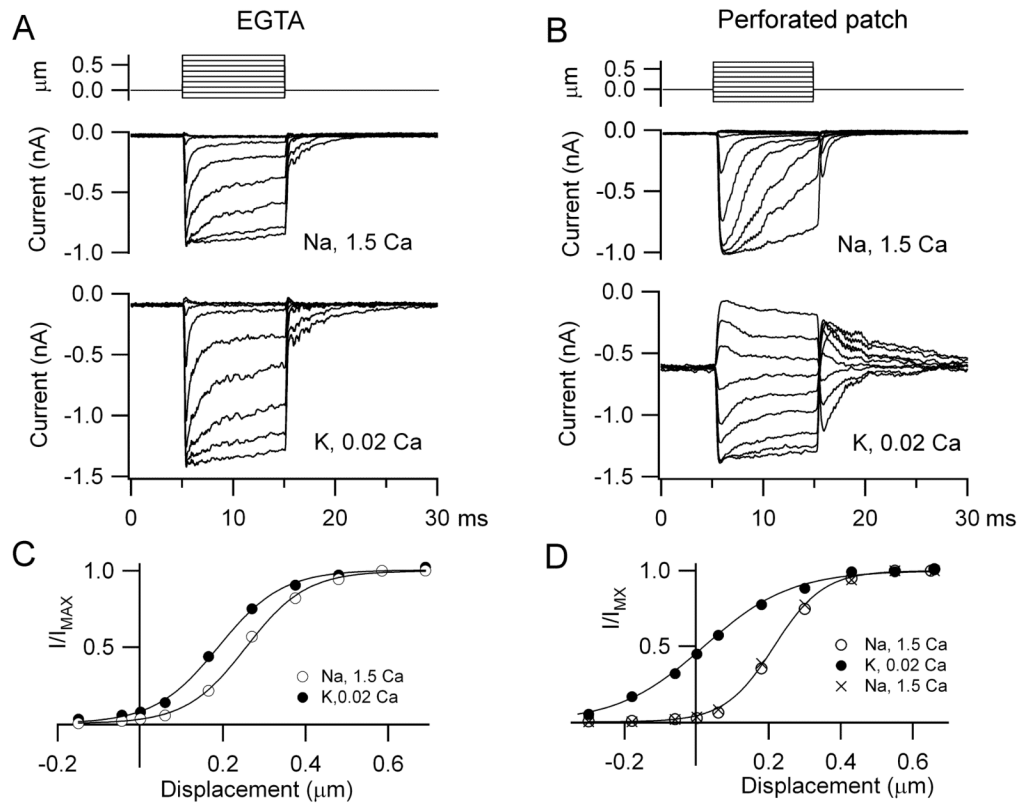 A
EGTA
B
Perforated patch
μm
0.5
0.0
μm
0.5
0.0
Current (nA)
0.0
-0.5
-1.0
Na, 1.5 Ca
Current (nA)
0.0
-0.5
-1.0
Na, 1.5 Ca
Current (nA)
0.0
-0.5
-1.0
-1.5
K, 0.02 Ca
0 10 20 30 ms
Current (nA)
0.0
-0.5
-1.0
-1.5
K, 0.02 Ca
0 10 20 30 ms
C
I/IMAX
1.0
0.5
Na, 1.5 Ca
K,0.02 Ca
-0.2 0.2 0.4 0.6
Displacement (μm)
D
I/IMX
1.0
0.5
Na, 1.5 Ca
K, 0.02 Ca
Na, 1.5 Ca
-0.2 0.2 0.4 0.6
Displacement (μm)